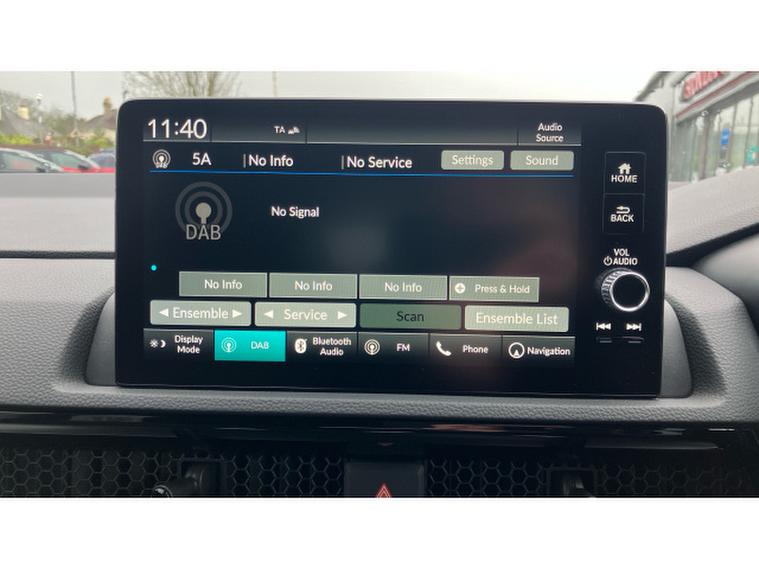 11:40 TA Audio Source
DAB 5A No Info No Service Settings Sound
HOME
No Signal
DAB
BACK
VOL
AUDIO
No Info No Info No Info Press & Hold
Ensemble Service Scan Ensemble List
Display Mode DAB Bluetooth Audio FM Phone Navigation